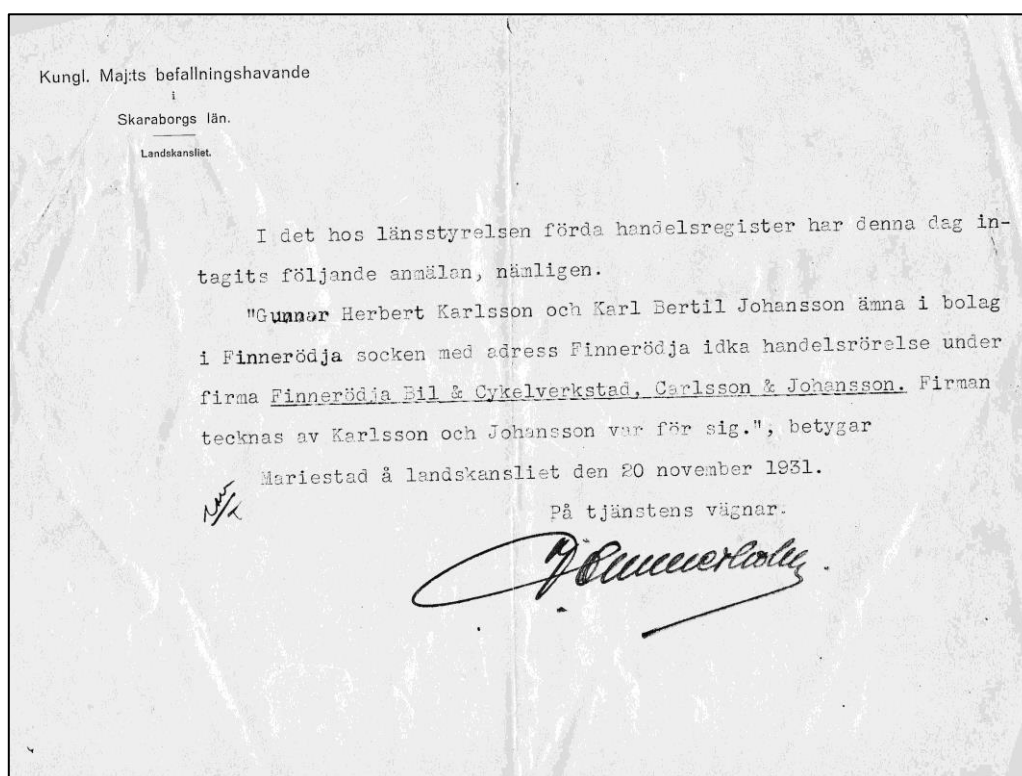 Kungl. Maj:ts befallningshavande
i
Skaraborgs län.
Landskansliet.
I det hos länsstyrelsen förda handelsregister har denna dag in-
tagits följande anmälan, nämligen.
"Gunnar Herbert Karlsson och Karl Bertil Johansson ämna i bolag
i Finnerödja socken med adress Finnerödja idka handelsrörelse under
firma Finnerödja Bil & Cykelverkstad, Carlsson & Johansson. Firman
tecknas av Karlsson och Johansson var för sig.", betygar
Mariestad å landskansliet den 20 november 1931.
På tjänstens vägnar.